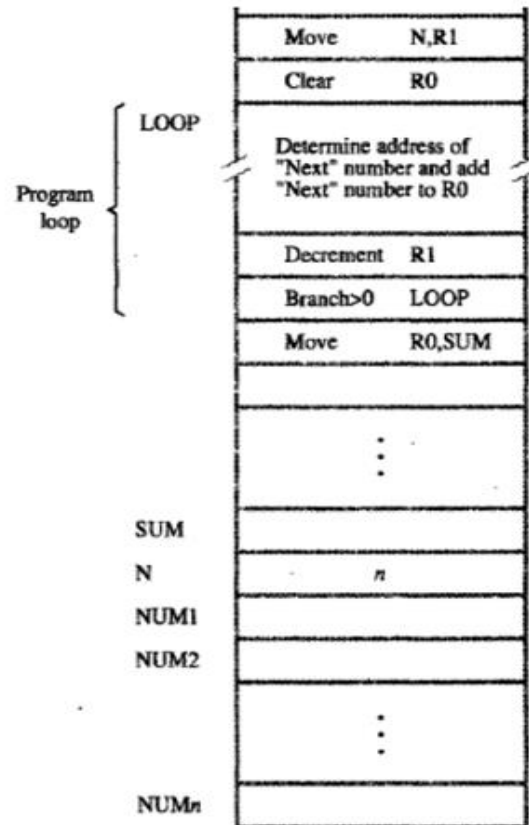 Move N,R1
Clear R0
LOOP
Determine address of
"Next" number and add
"Next" number to R0
Program
loop
Decrement R1
Branch>0 LOOP
Move R0,SUM
SUM
N n
NUM1
NUM2
NUMn